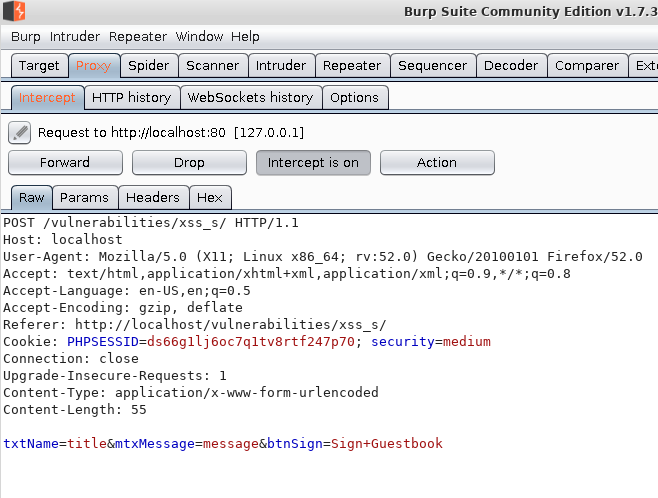 Burp Suite Community Edition v1.7.3
Burp Intruder Repeater Window Help
Target Proxy Spider Scanner Intruder Repeater Sequencer Decoder Comparer Exte
Intercept HTTP history WebSockets history Options
Request to http://localhost:80 [127.0.0.1]
Forward Drop Intercept is on Action
Raw Params Headers Hex
POST /vulnerabilities/xss_s/ HTTP/1.1
Host: localhost
User-Agent: Mozilla/5.0 (X11; Linux x86_64; rv:52.0) Gecko/20100101 Firefox/52.0
Accept: text/html,application/xhtml+xml,application/xml;q=0.9,*/*;q=0.8
Accept-Language: en-US,en;q=0.5
Accept-Encoding: gzip, deflate
Referer: http://localhost/vulnerabilities/xss_s/
Cookie: PHPSESSID=ds66g1lj6oc7q1tv8rtf247p70; security=medium
Connection: close
Upgrade-Insecure-Requests: 1
Content-Type: application/x-www-form-urlencoded
Content-Length: 55
txtName=title&mtxMessage=message&btnSign=Sign+Guestbook